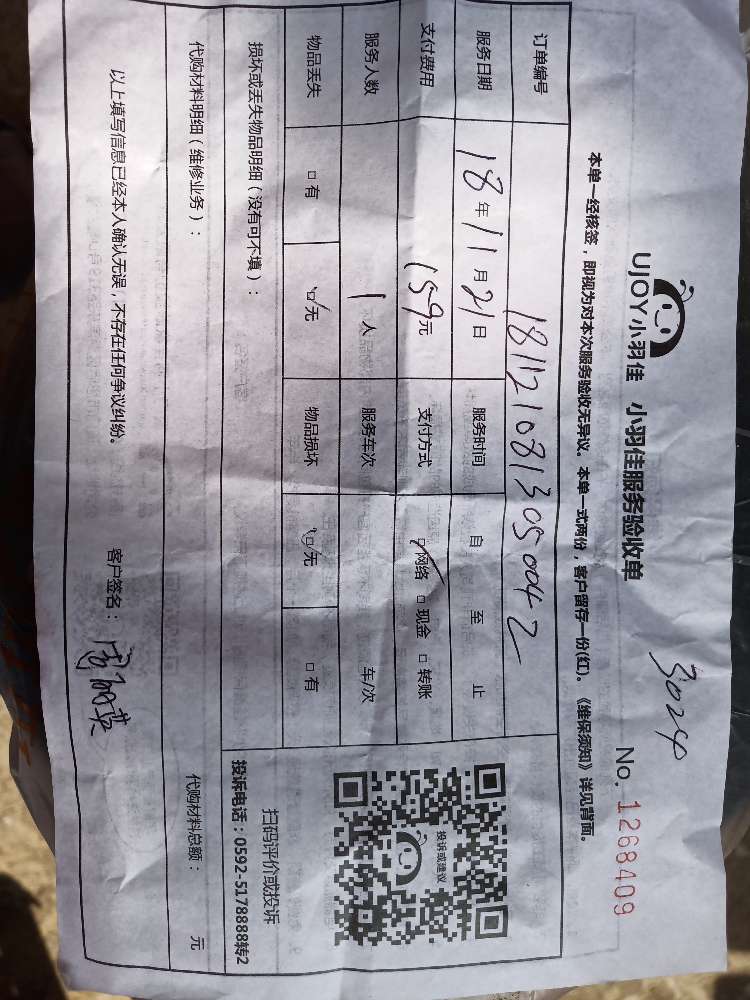 3024
UJOY小羽佳 小羽佳服务验收单
No. 1268409
本单一经核签，即视为对本次服务验收无异议。本单一式两份，客户留存一份(红)。《维保须知》详见背面。
订单编号 1811210813050042
服务日期 18年11月21日 服务时间 自 至 止
支付费用 159元 支付方式 ☑网络 □现金 □转账
服务人数 1人 服务车次 车/次
物品丢失 □有 ☑无 物品损坏 ☑无 □有
损坏或丢失物品明细（没有可不填）：
投诉或建议
扫码评价或投诉
投诉电话：0592-5178888转2
代购材料明细（维修业务）：
代购材料总额： 元
以上填写信息已经本人确认无误，不存在任何争议纠纷。 客户签名：